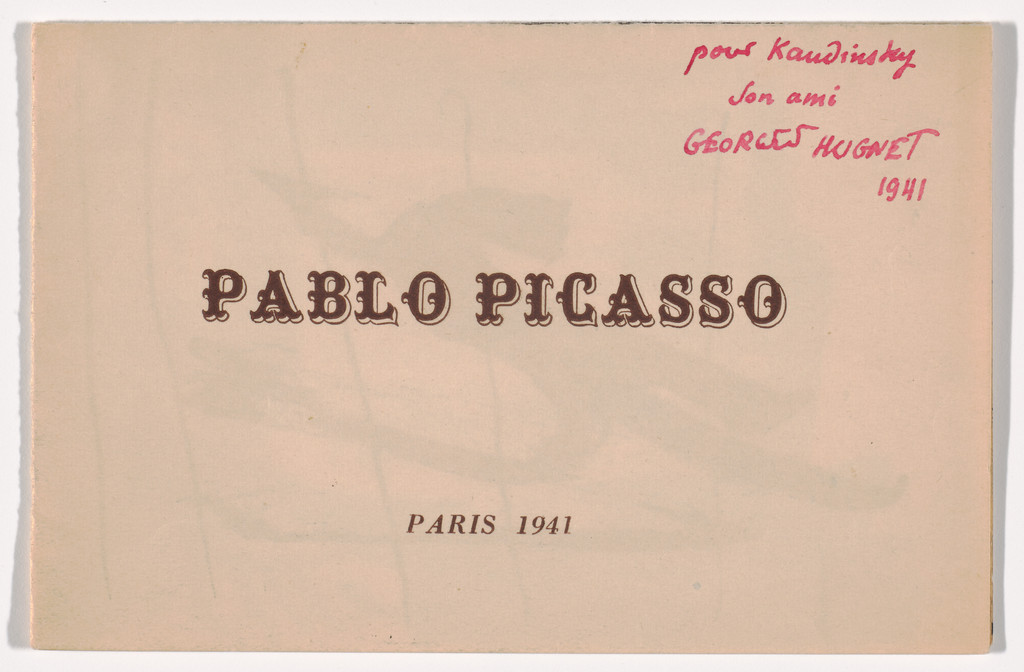 pour Kandinsky
son ami
GEORGES HUGNET
1941
PABLO PICASSO
PARIS 1941